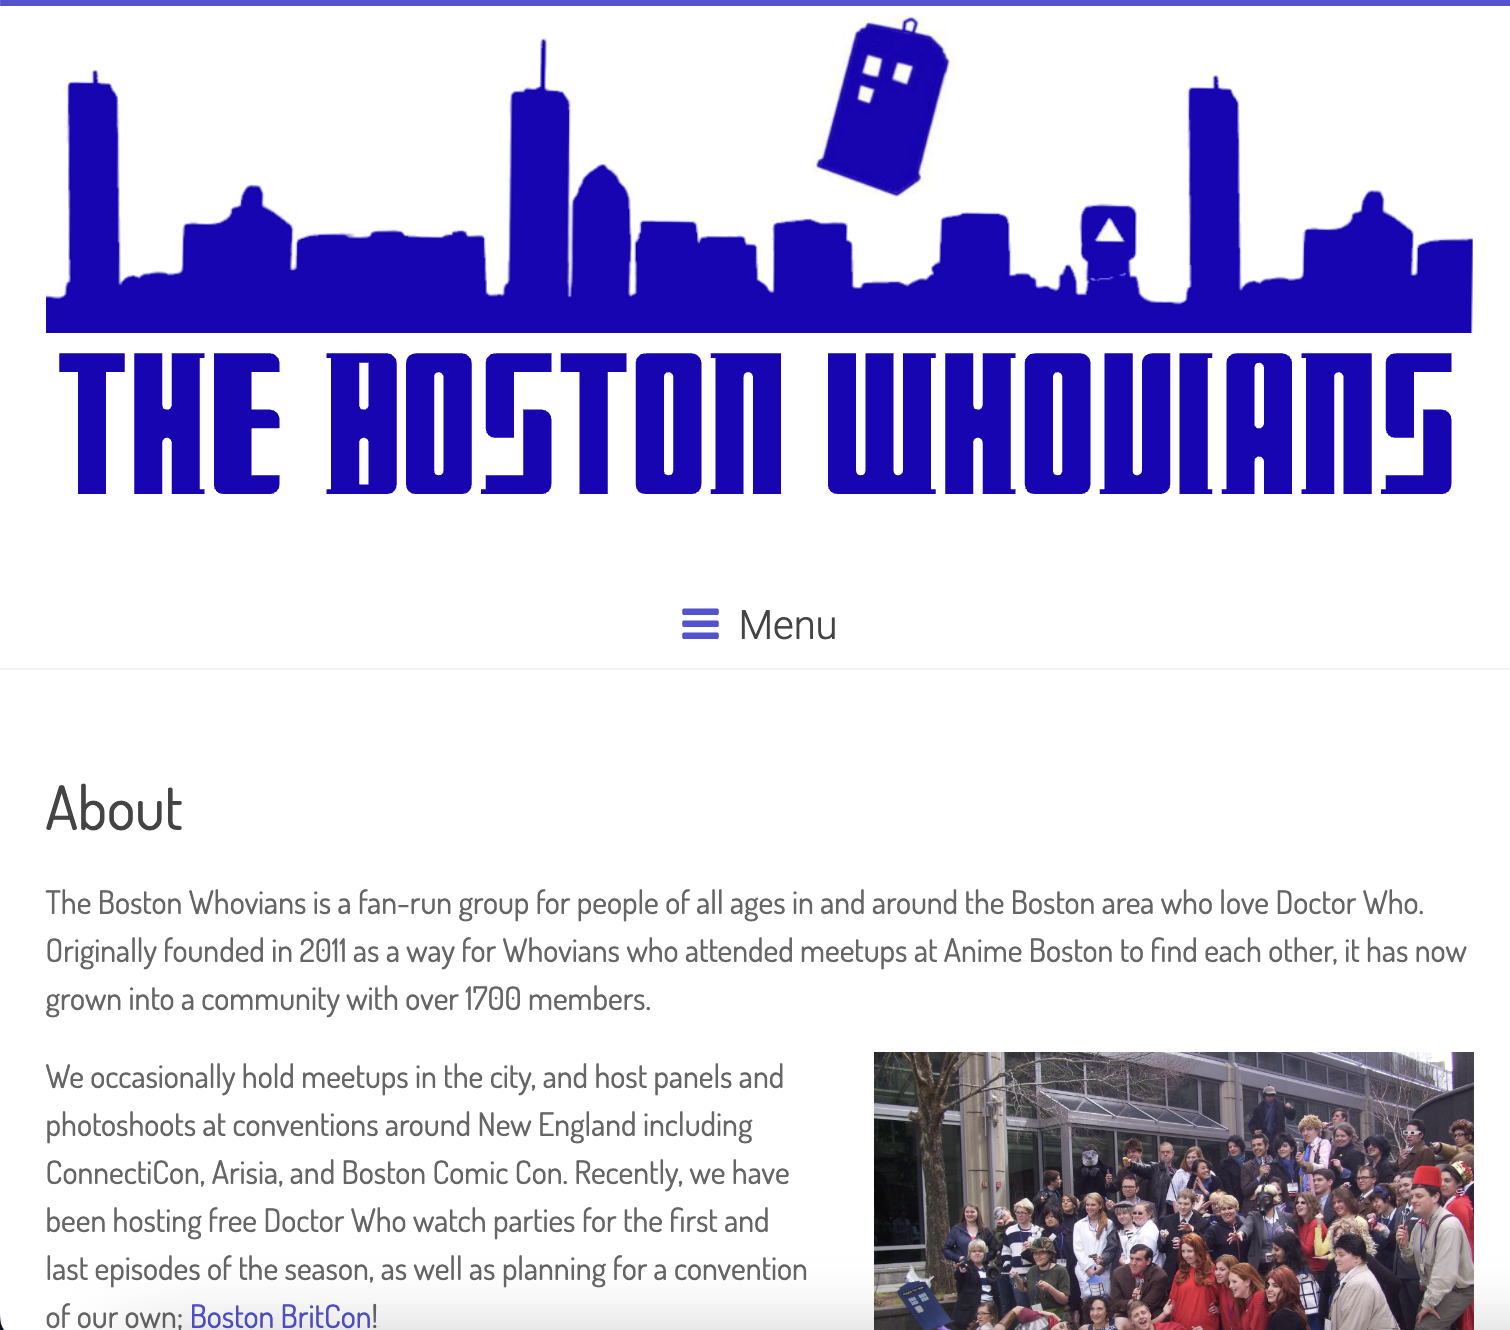 THE BOSTON WHOVIANS
Menu
About
The Boston Whovians is a fan-run group for people of all ages in and around the Boston area who love Doctor Who.
Originally founded in 2011 as a way for Whovians who attended meetups at Anime Boston to find each other, it has now
grown into a community with over 1700 members.
We occasionally hold meetups in the city, and host panels and
photoshoots at conventions around New England including
ConnectiCon, Arisia, and Boston Comic Con. Recently, we have
been hosting free Doctor Who watch parties for the first and
last episodes of the season, as well as planning for a convention
of our own; Boston BritCon!